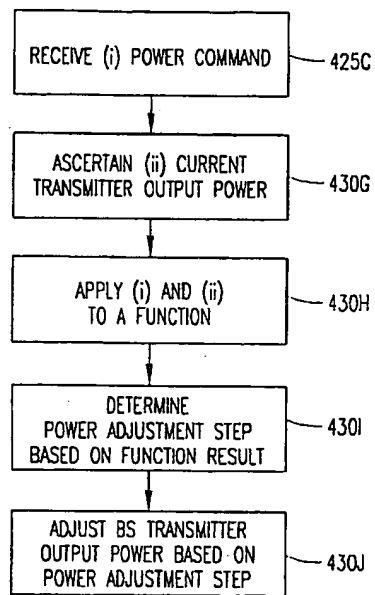 RECEIVE (i) POWER COMMAND
425C
ASCERTAIN (ii) CURRENT
TRANSMITTER OUTPUT POWER
430G
APPLY (i) AND (ii)
TO A FUNCTION
430H
DETERMINE
POWER ADJUSTMENT STEP
BASED ON FUNCTION RESULT
430I
ADJUST BS TRANSMITTER
OUTPUT POWER BASED ON
POWER ADJUSTMENT STEP
430J